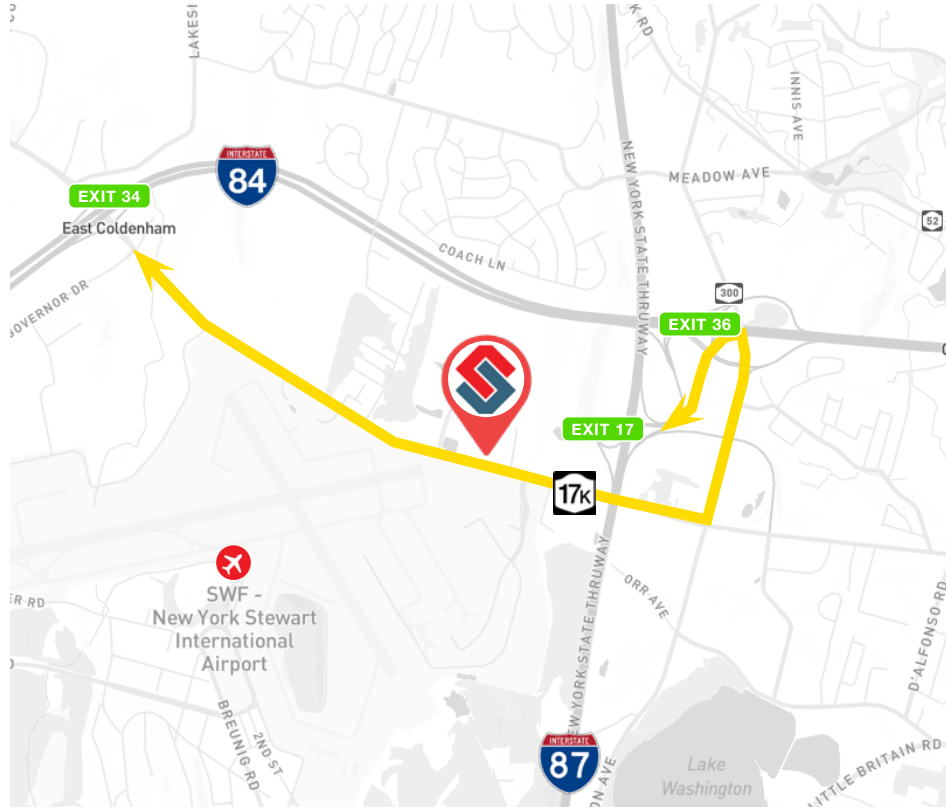 LAKESI
K RD
INNIS AVE
INTERSTATE
84
NEW YORK STATE THRUWAY
MEADOW AVE
EXIT 34
52
East Coldenham
COACH LN
300
GOVERNOR DR
EXIT 36
EXIT 17
17K
SWF -
New York Stewart
International
Airport
ER RD
ORR AVE
NEW YORK STATE THRUWAY
D'ALFONSO RD
BREUNIG RD
2ND ST
INTERSTATE
87
ON AVE
Lake
Washington
LITTLE BRITAIN RD